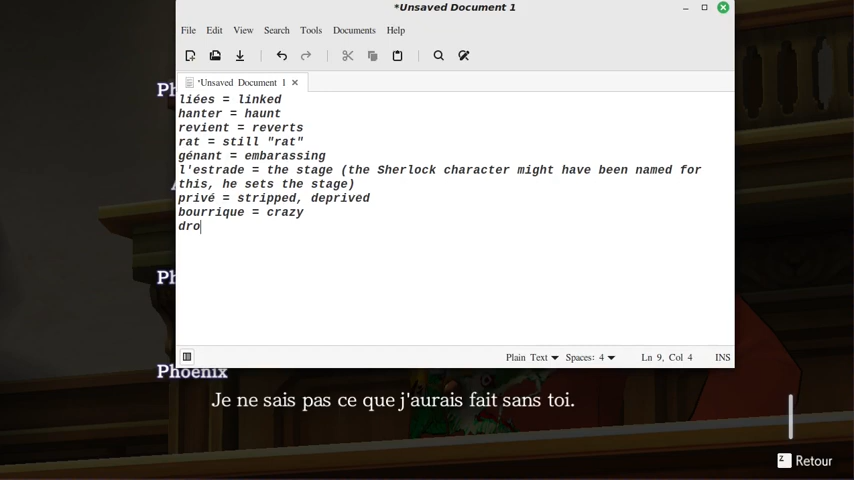 *Unsaved Document 1
File Edit View Search Tools Documents Help
*Unsaved Document 1
liées = linked
hanter = haunt
revient = reverts
rat = still "rat"
génant = embarassing
l'estrade = the stage (the Sherlock character might have been named for
this, he sets the stage)
privé = stripped, deprived
bourrique = crazy
dro
Plain Text Spaces: 4 Ln 9, Col 4 INS
Ph
Ph
Phoenix
Je ne sais pas ce que j'aurais fait sans toi.
Z Retour